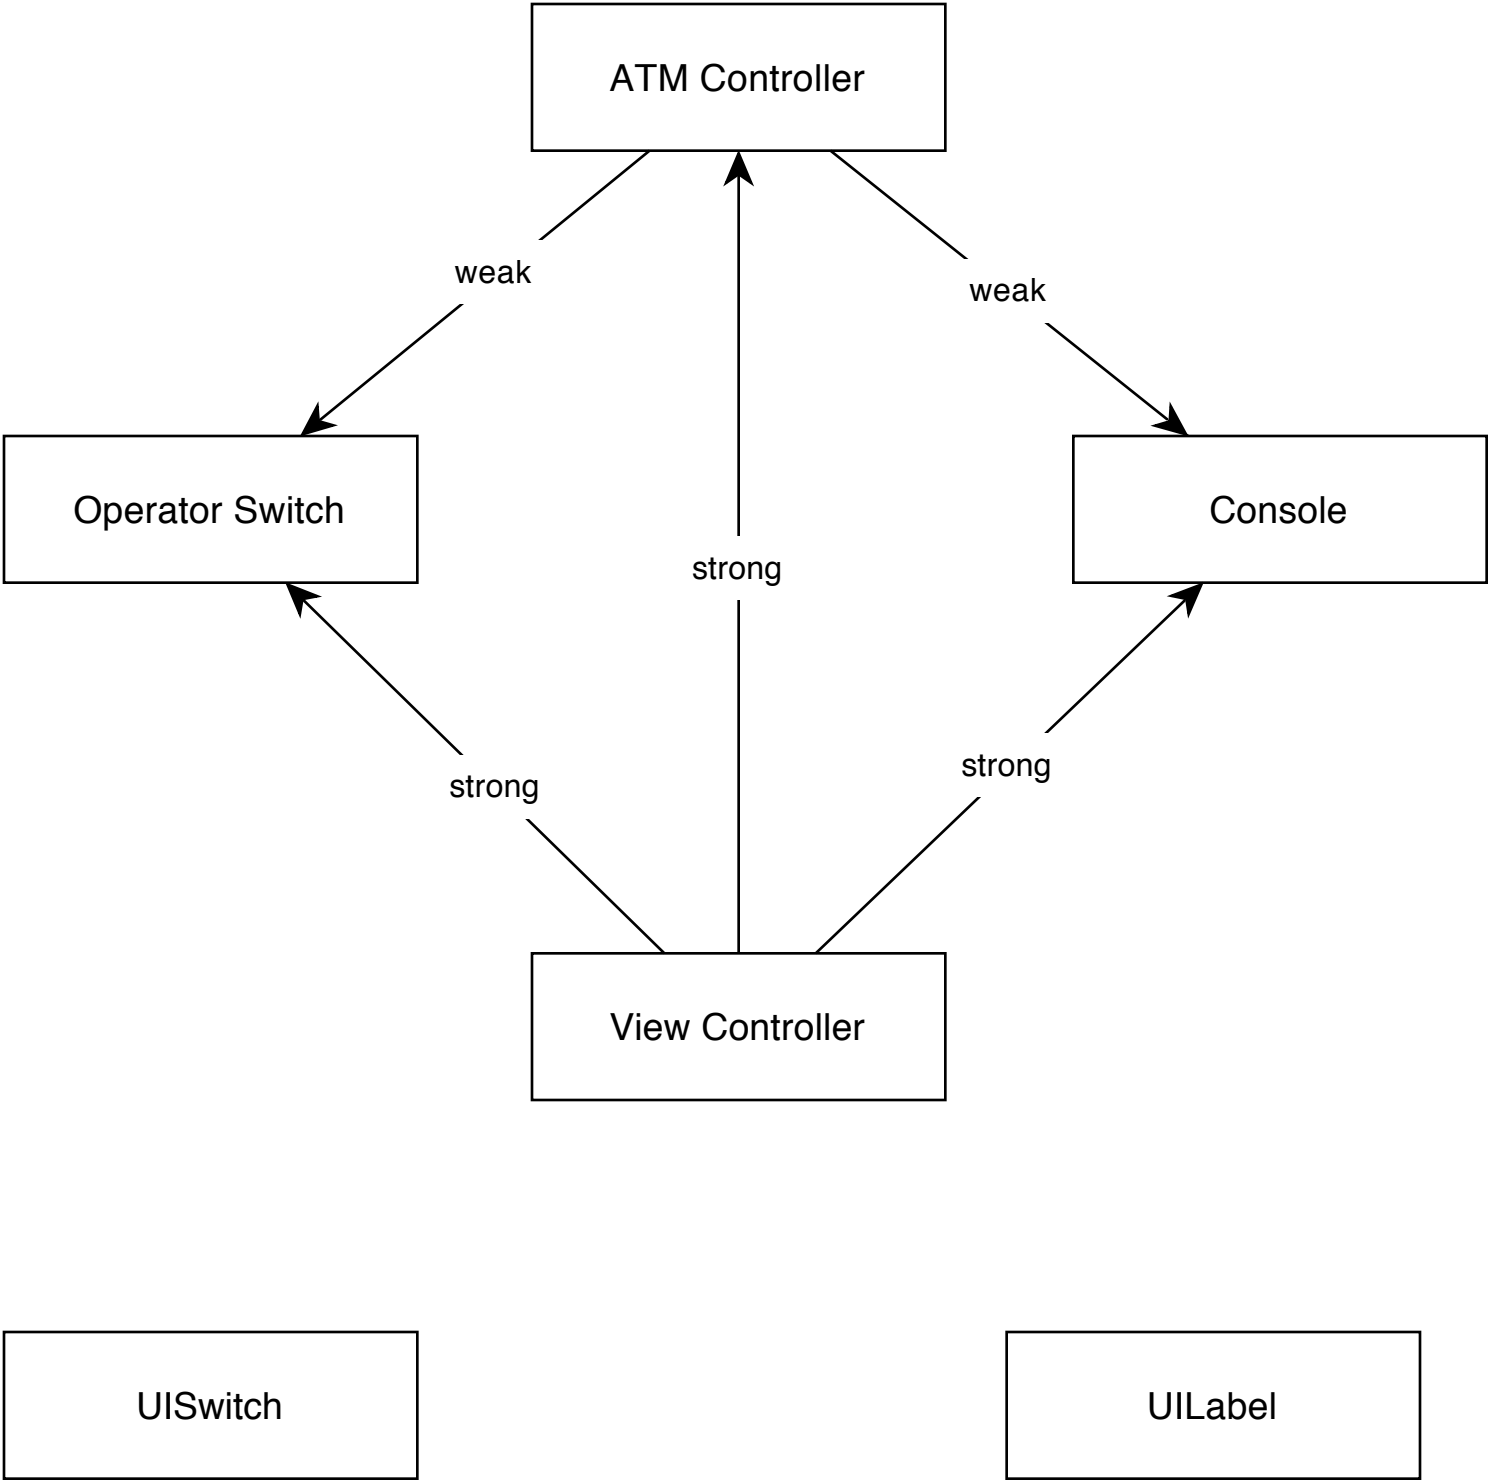 ATM Controller
weak
weak
Operator Switch
Console
strong
strong
strong
View Controller
UISwitch
UILabel